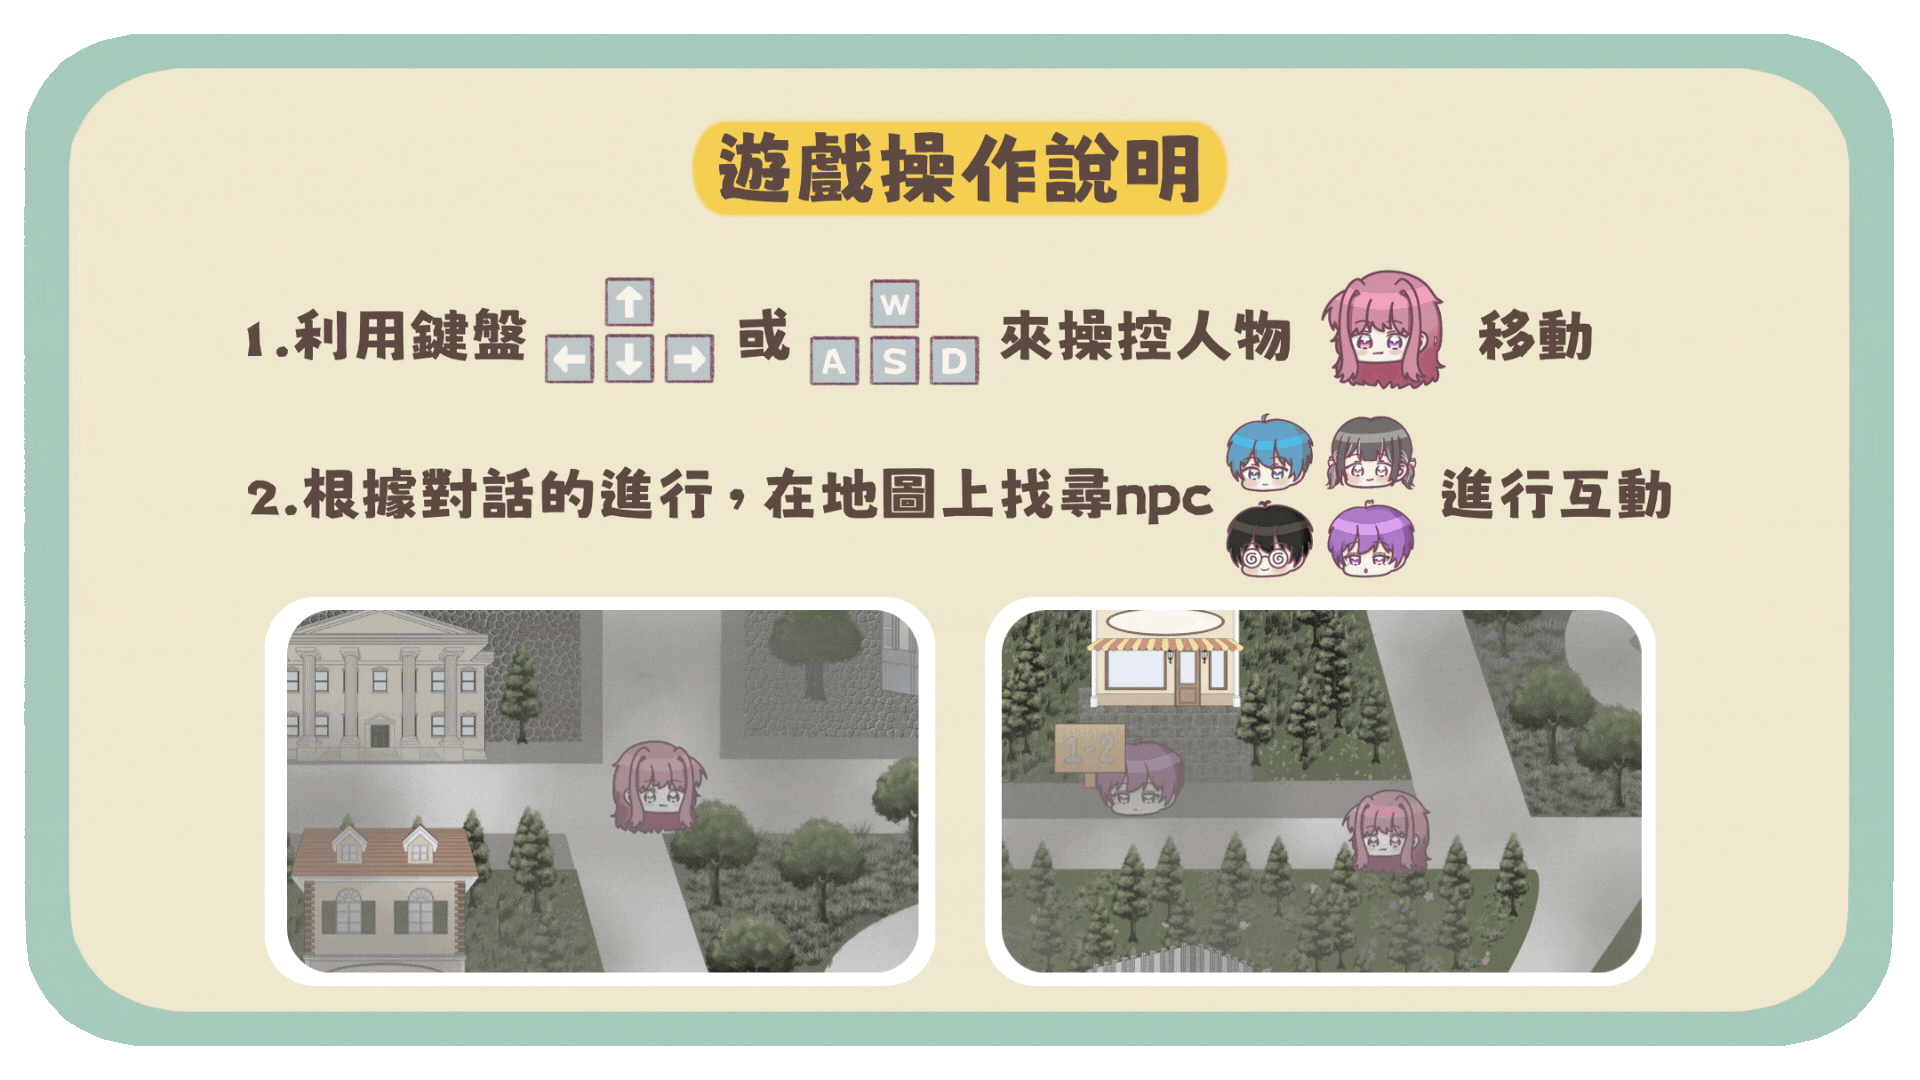 遊戲操作說明
1.利用鍵盤 ↑ ← ↓ → 或 W A S D 來操控人物 移動
2.根據對話的進行，在地圖上找尋npc 進行互動
1-2